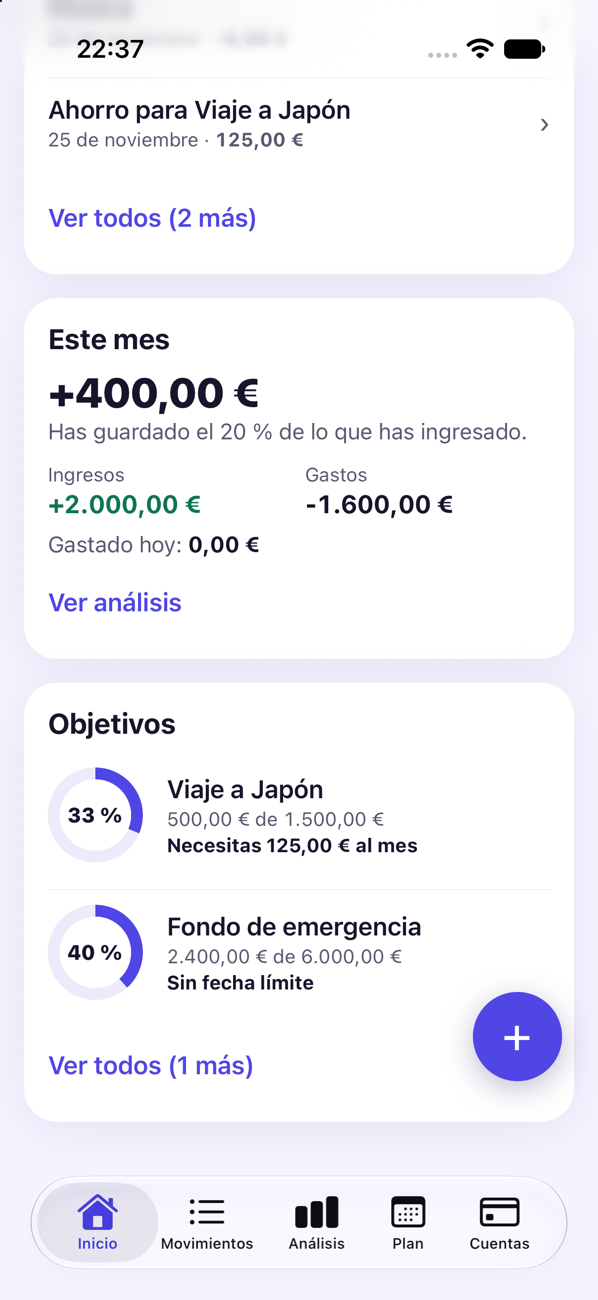 22:37
Ahorro para Viaje a Japón
25 de noviembre · 125,00 €
Ver todos (2 más)
Este mes
+400,00 €
Has guardado el 20 % de lo que has ingresado.
Ingresos
Gastos
+2.000,00 €
-1.600,00 €
Gastado hoy: 0,00 €
Ver análisis
Objetivos
33 %
Viaje a Japón
500,00 € de 1.500,00 €
Necesitas 125,00 € al mes
40 %
Fondo de emergencia
2.400,00 € de 6.000,00 €
Sin fecha límite
Ver todos (1 más)
Inicio
Movimientos
Análisis
Plan
Cuentas